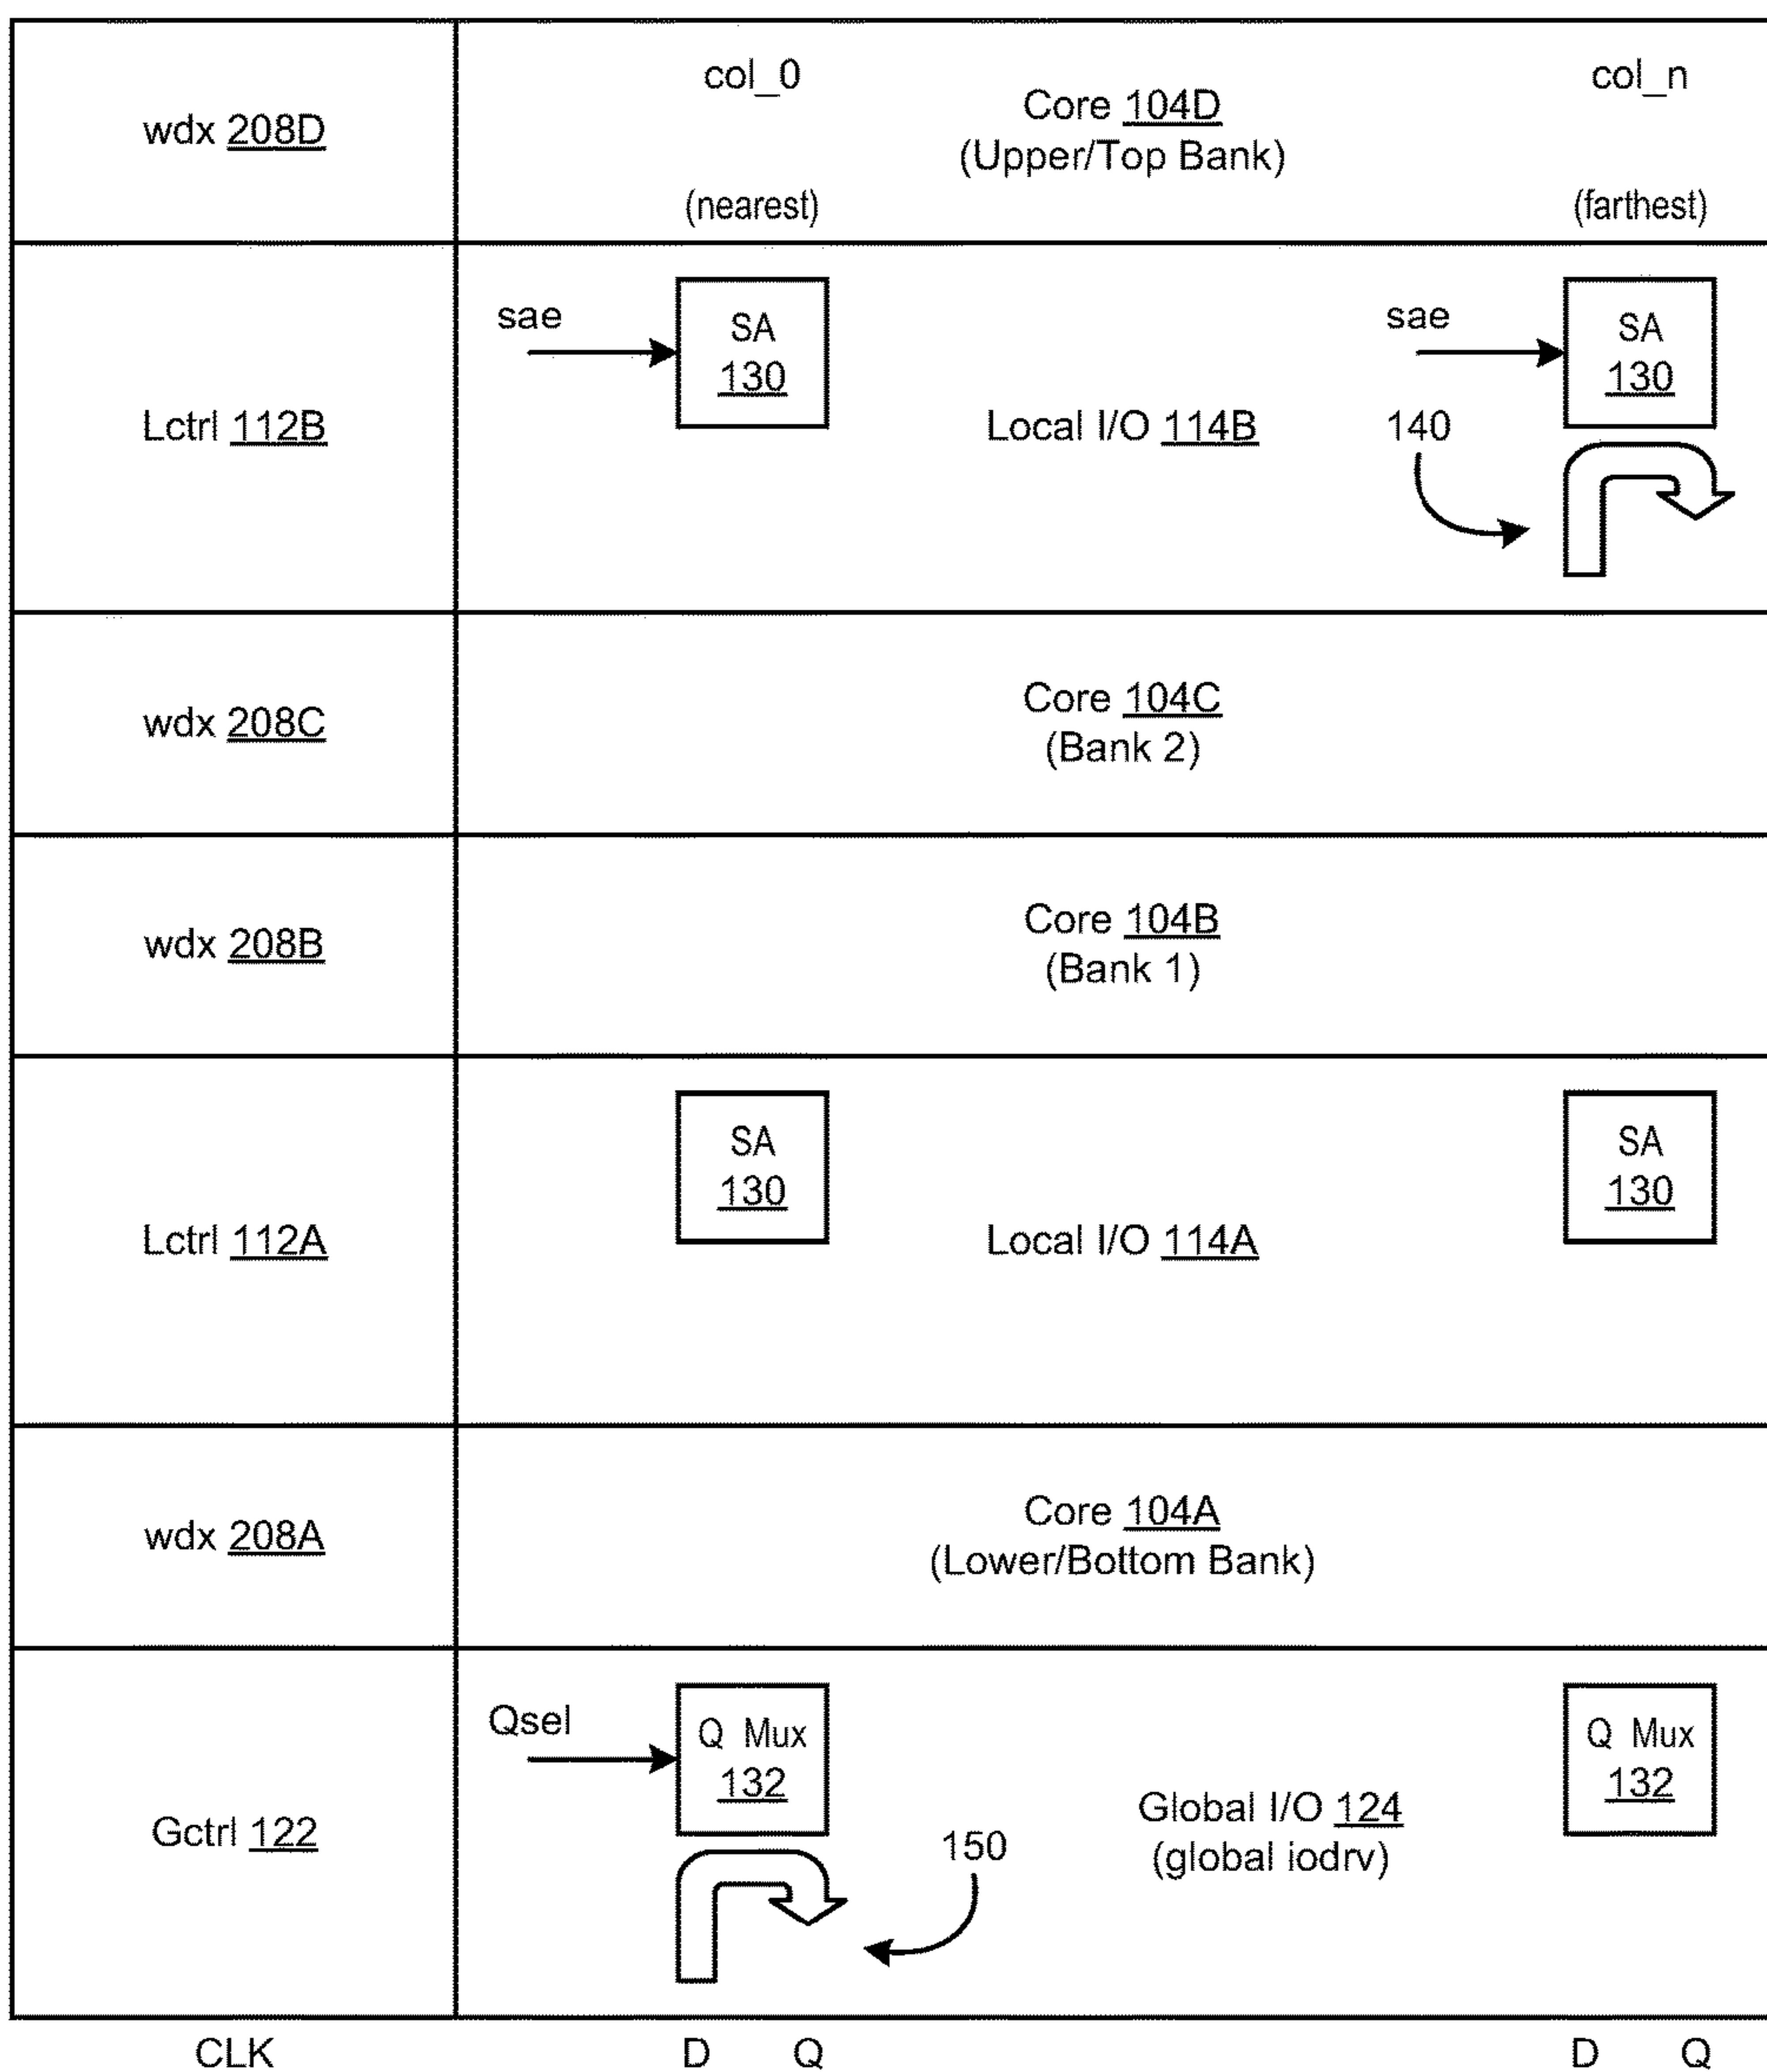 col_0
col_n
wdx 208D
Core 104D
(Upper/Top Bank)
(nearest)
(farthest)
sae
SA
130
sae
SA
130
Lctrl 112B
Local I/O 114B
140
wdx 208C
Core 104C
(Bank 2)
wdx 208B
Core 104B
(Bank 1)
SA
130
SA
130
Lctrl 112A
Local I/O 114A
wdx 208A
Core 104A
(Lower/Bottom Bank)
Qsel
Q Mux
132
Q Mux
132
Gctrl 122
150
Global I/O 124
(global iodrv)
CLK
D
Q
D
Q